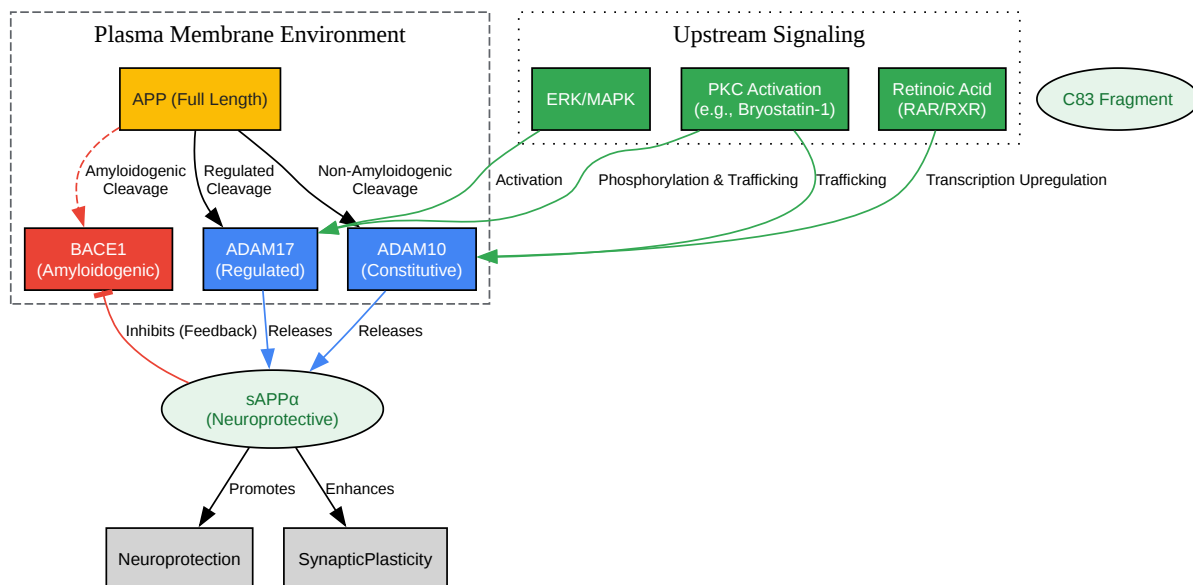 Plasma Membrane Environment
Upstream Signaling
APP (Full Length)
ERK/MAPK
PKC Activation
(e.g., Bryostatin-1)
Retinoic Acid
(RAR/RXR)
C83 Fragment
Amyloidogenic
Cleavage
Regulated
Cleavage
Non-Amyloidogenic
Cleavage
Activation
Phosphorylation & Trafficking
Trafficking
Transcription Upregulation
BACE1
(Amyloidogenic)
ADAM17
(Regulated)
ADAM10
(Constitutive)
Inhibits (Feedback)
Releases
Releases
sAPPα
(Neuroprotective)
Promotes
Enhances
Neuroprotection
SynapticPlasticity